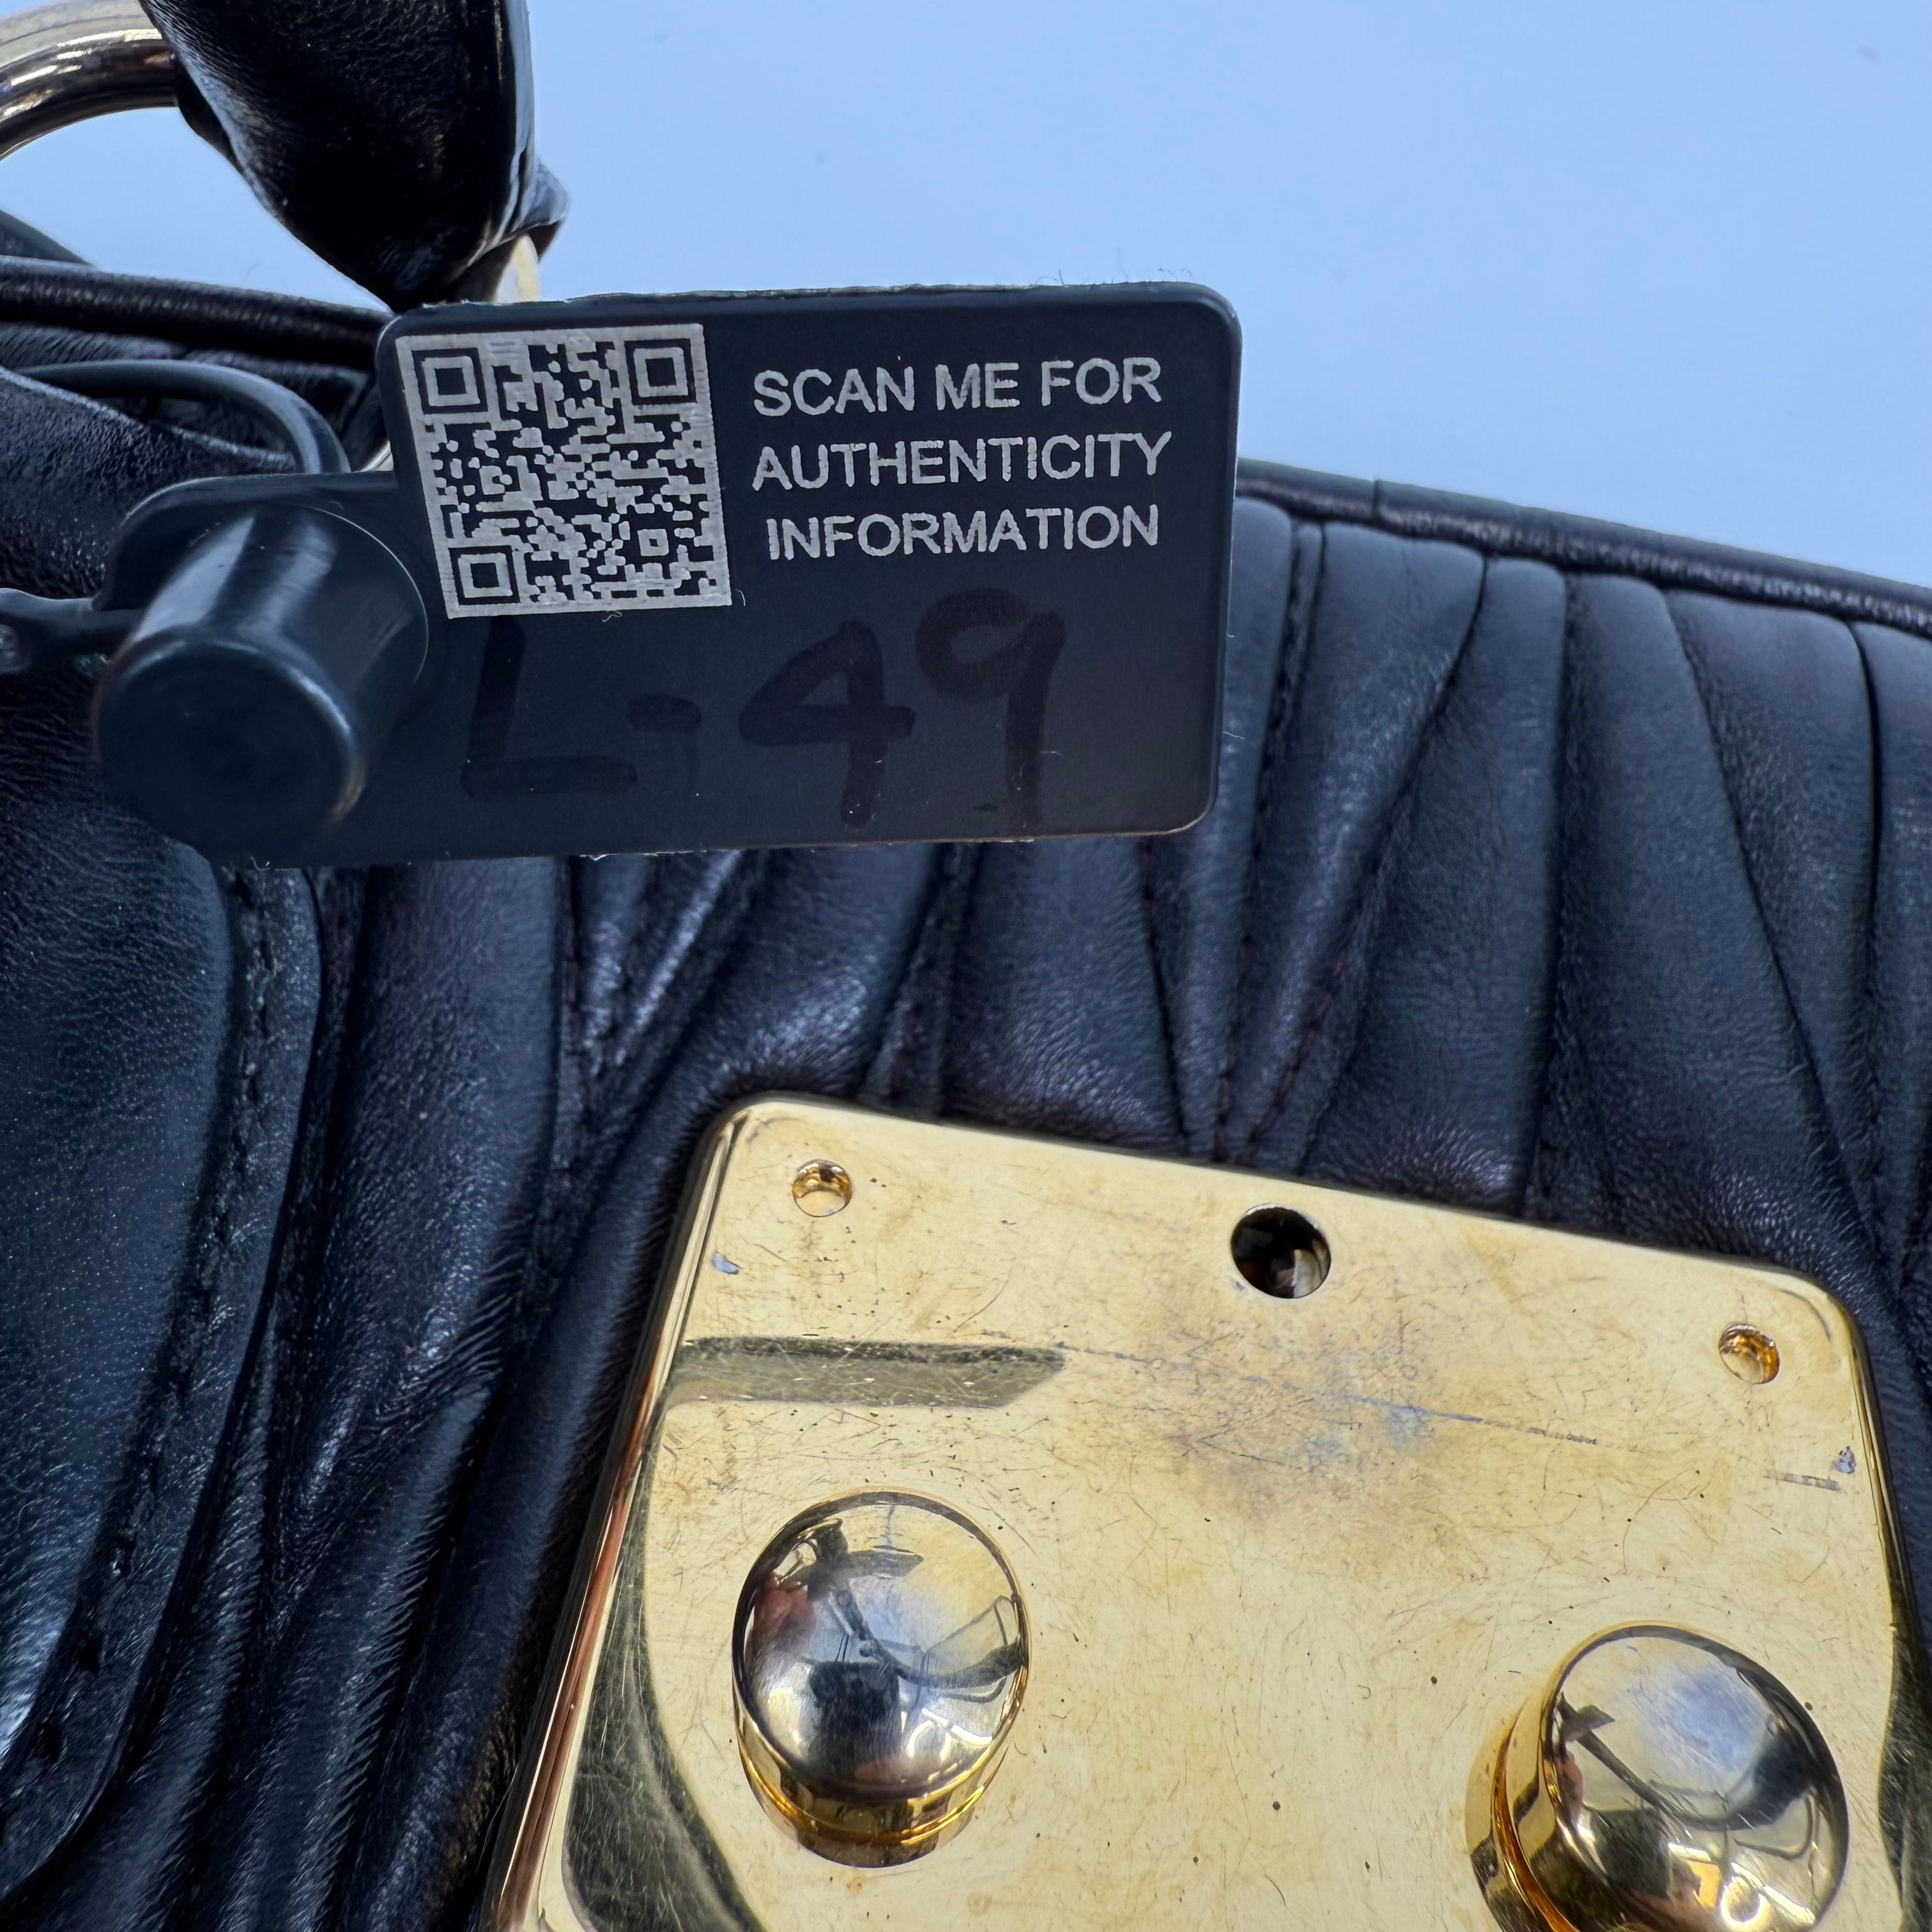 SCAN ME FOR
AUTHENTICITY
INFORMATION
L-49